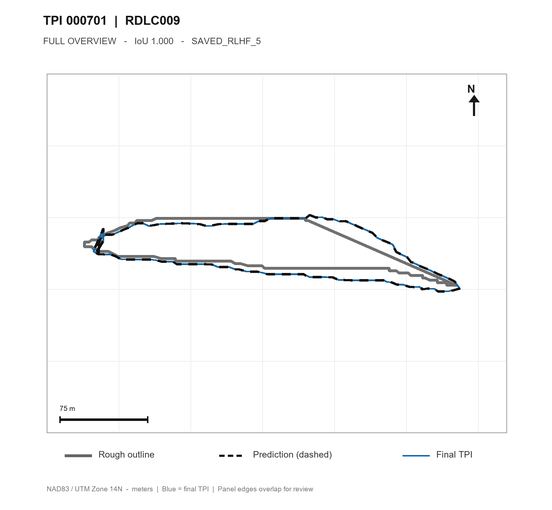 TPI 000701 | RDLC009
FULL OVERVIEW - IoU 1.000 - SAVED_RLHF_5
N
75 m
Rough outline Prediction (dashed) Final TPI
NAD83 / UTM Zone 14N - meters | Blue = final TPI | Panel edges overlap for review